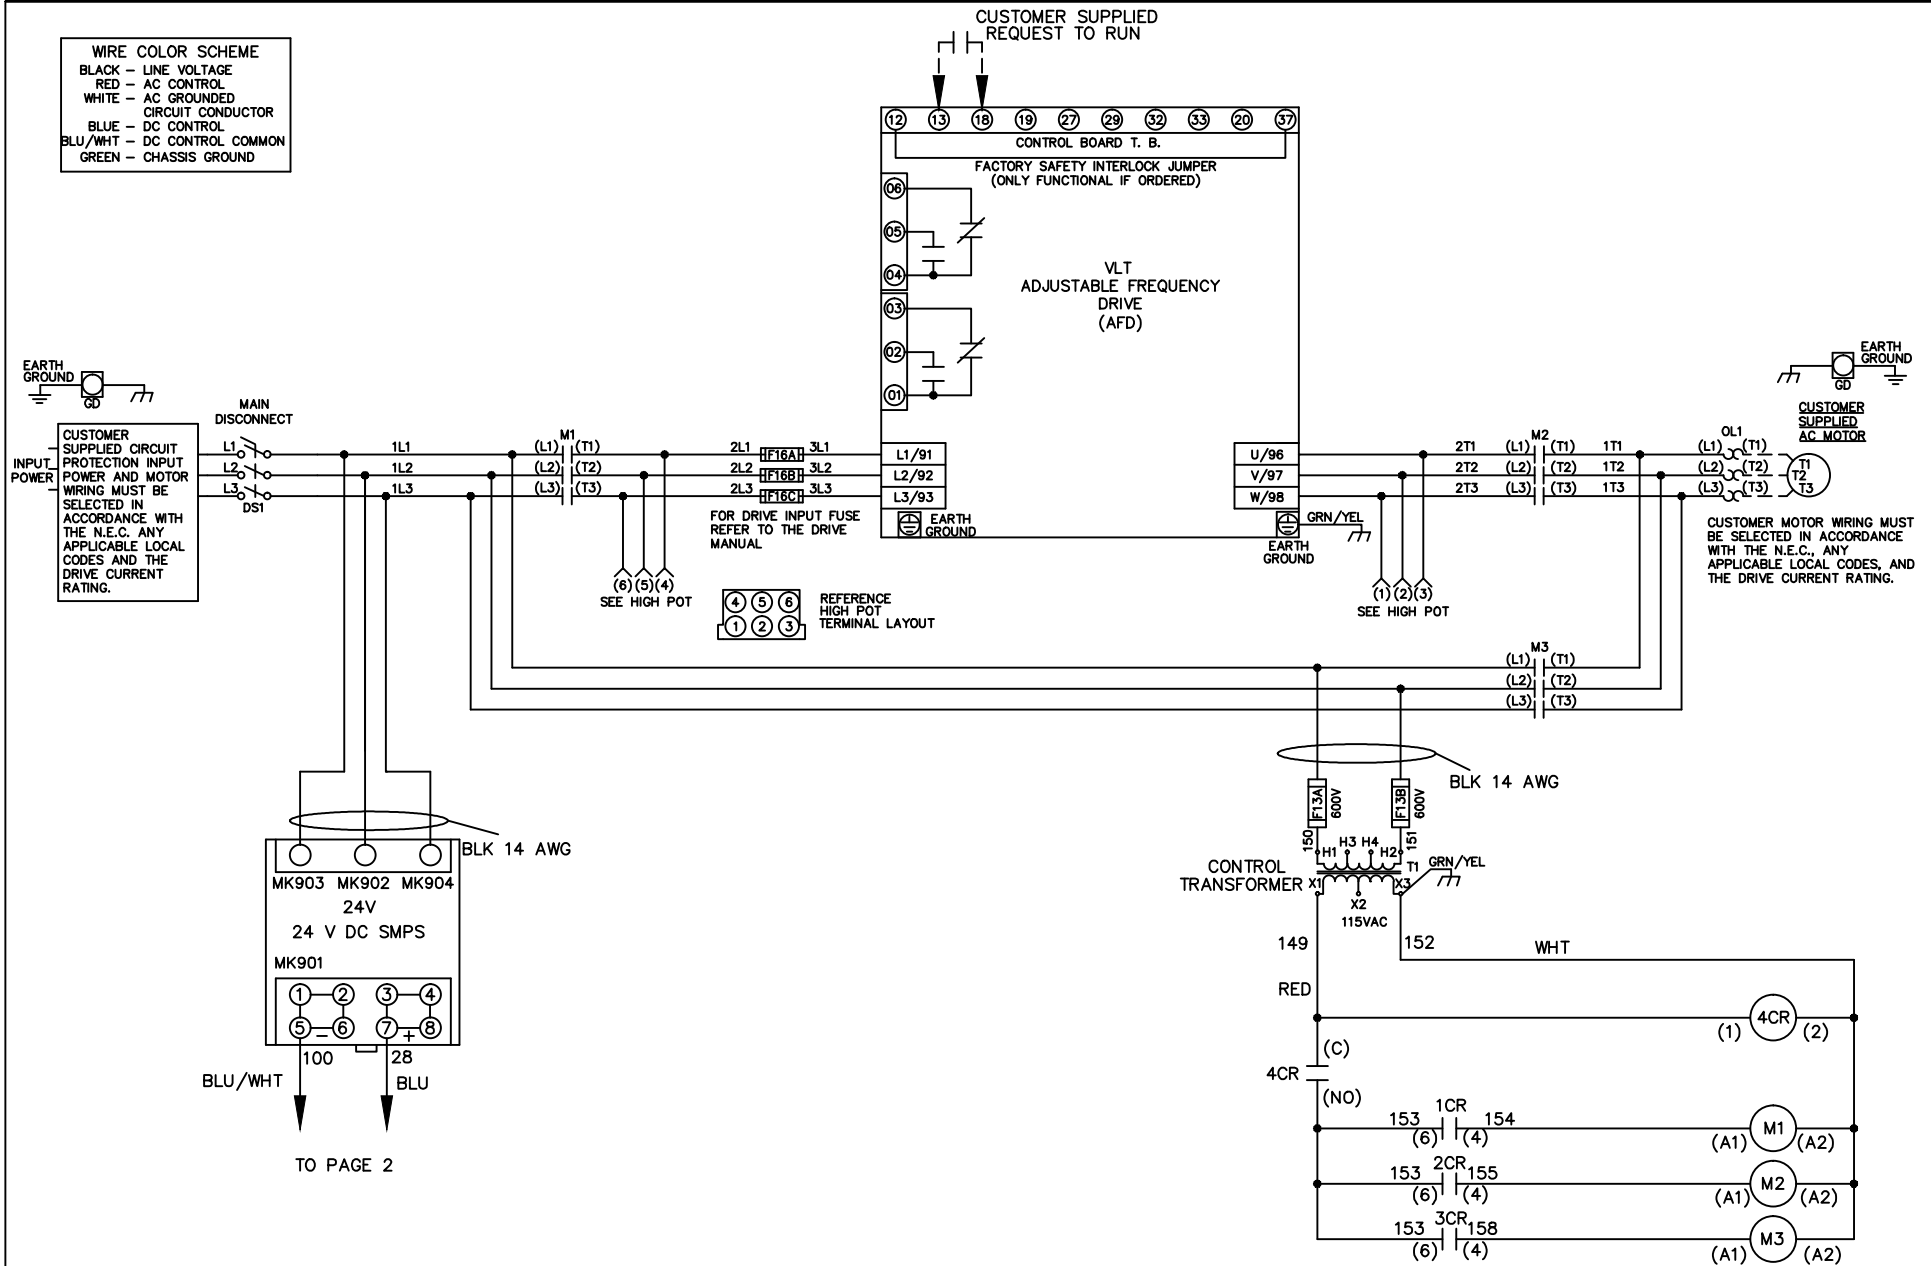 CUSTOMER SUPPLIED
REQUEST TO RUN
WIRE COLOR SCHEME
BLACK – LINE VOLTAGE
RED – AC CONTROL
WHITE – AC GROUNDED
CIRCUIT CONDUCTOR
BLUE – DC CONTROL
BLU/WHT – DC CONTROL COMMON
GREEN – CHASSIS GROUND
12 13 18 19 27 29 32 33 20 37
CONTROL BOARD T. B.
FACTORY SAFETY INTERLOCK JUMPER
(ONLY FUNCTIONAL IF ORDERED)
06
05
04
03
02
01
VLT
ADJUSTABLE FREQUENCY
DRIVE
(AFD)
EARTH
GROUND
GD
MAIN
DISCONNECT
INPUT
POWER
CUSTOMER
SUPPLIED CIRCUIT
PROTECTION INPUT
POWER AND MOTOR
WIRING MUST BE
SELECTED IN
ACCORDANCE WITH
THE N.E.C. ANY
APPLICABLE LOCAL
CODES AND THE
DRIVE CURRENT
RATING.
L1
L2
L3
DS1
1L1
1L2
1L3
M1
(L1) (T1)
(L2) (T2)
(L3) (T3)
2L1 F16A 3L1
2L2 F16B 3L2
2L3 F16C 3L3
FOR DRIVE INPUT FUSE
REFER TO THE DRIVE
MANUAL
L1/91
L2/92
L3/93
EARTH
GROUND
U/96
V/97
W/98
GRN/YEL
EARTH
GROUND
2T1
2T2
2T3
M2
(L1) (T1)
(L2) (T2)
(L3) (T3)
1T1
1T2
1T3
OL1
(L1) (T1)
(L2) (T2)
(L3) (T3)
T1
T2
T3
EARTH
GROUND
GD
CUSTOMER
SUPPLIED
AC MOTOR
CUSTOMER MOTOR WIRING MUST
BE SELECTED IN ACCORDANCE
WITH THE N.E.C., ANY
APPLICABLE LOCAL CODES, AND
THE DRIVE CURRENT RATING.
(6) (5) (4)
SEE HIGH POT
4 5 6
1 2 3
REFERENCE
HIGH POT
TERMINAL LAYOUT
(1) (2) (3)
SEE HIGH POT
M3
(L1) (T1)
(L2) (T2)
(L3) (T3)
BLK 14 AWG
MK903 MK902 MK904
24V
24 V DC SMPS
MK901
1 2 3 4
5 – 6 7 + 8
100
28
BLU/WHT
BLU
TO PAGE 2
BLK 14 AWG
F13A
600V
F13B
600V
150
151
H1 H3 H4 H2
T1
GRN/YEL
CONTROL
TRANSFORMER
X1
X3
X2
115VAC
149
152
WHT
RED
4CR
(1) (2)
(C)
4CR
(NO)
1CR
153 154
(6) (4)
M1
(A1) (A2)
2CR
153 155
(6) (4)
M2
(A1) (A2)
3CR
153 158
(6) (4)
M3
(A1) (A2)